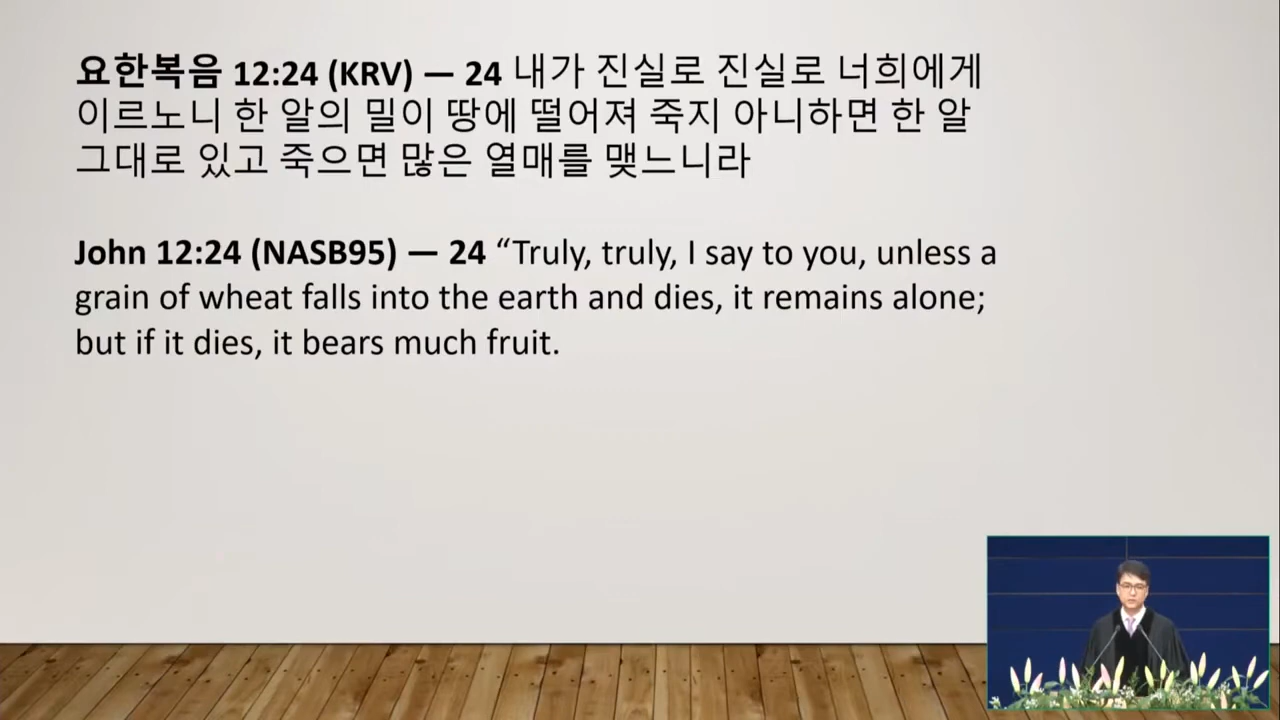 요한복음 12:24 (KRV) — 24 내가 진실로 진실로 너희에게
이르노니 한 알의 밀이 땅에 떨어져 죽지 아니하면 한 알
그대로 있고 죽으면 많은 열매를 맺느니라
John 12:24 (NASB95) — 24 “Truly, truly, I say to you, unless a
grain of wheat falls into the earth and dies, it remains alone;
but if it dies, it bears much fruit.